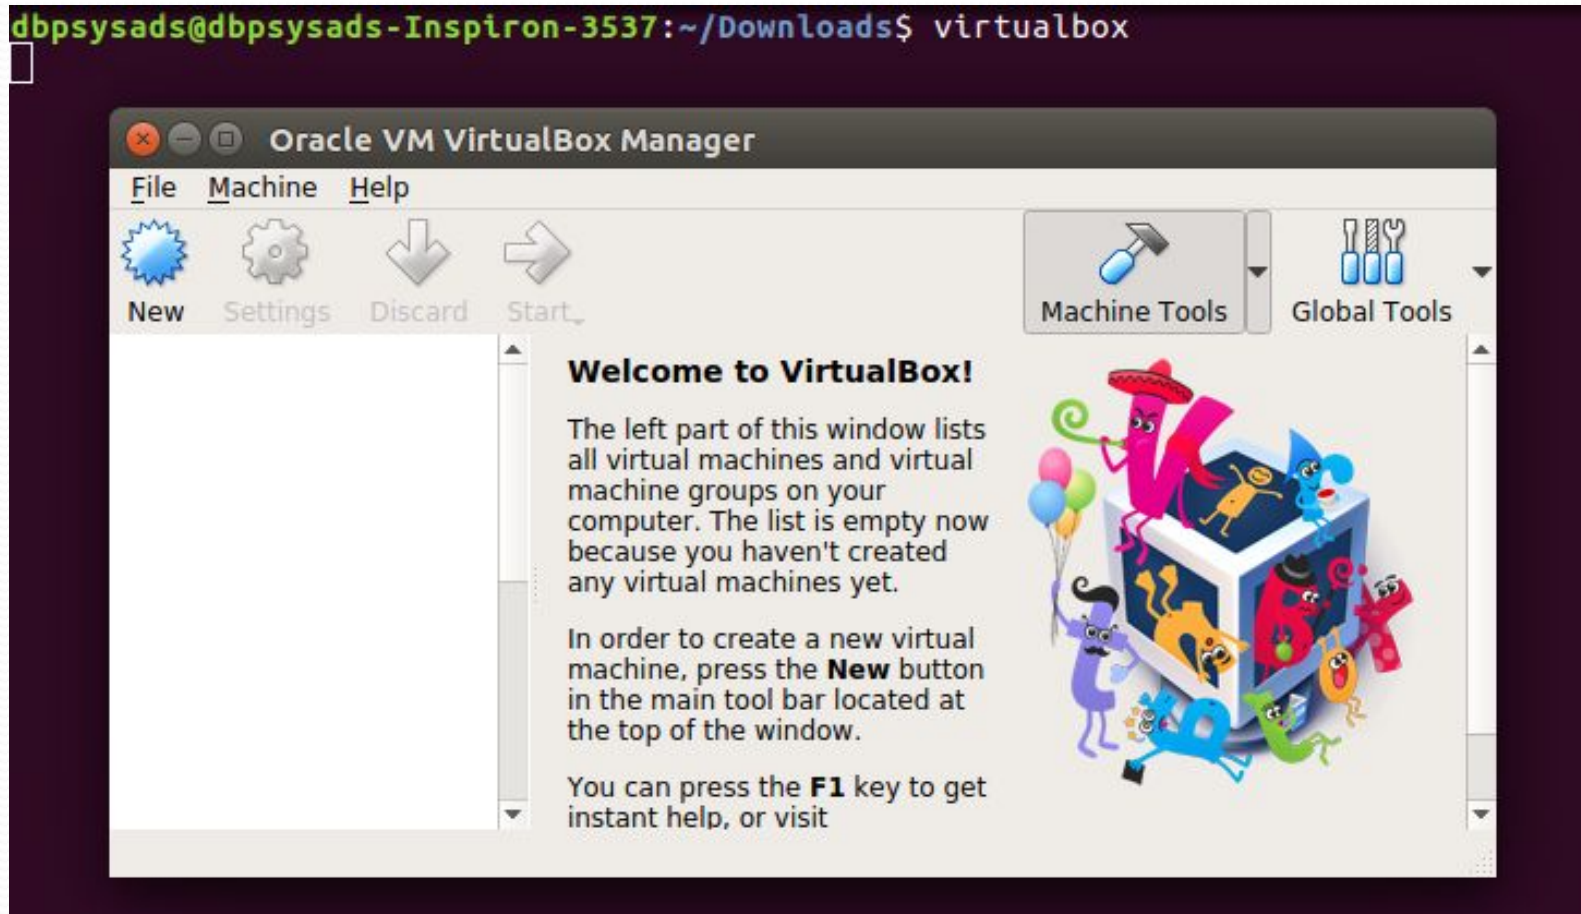 dbpsysads@dbpsysads-Inspiron-3537:~/Downloads$ virtualbox
Oracle VM VirtualBox Manager
File Machine Help
New Settings Discard Start Machine Tools Global Tools
Welcome to VirtualBox!
The left part of this window lists
all virtual machines and virtual
machine groups on your
computer. The list is empty now
because you haven't created
any virtual machines yet.
In order to create a new virtual
machine, press the New button
in the main tool bar located at
the top of the window.
You can press the F1 key to get
instant help, or visit